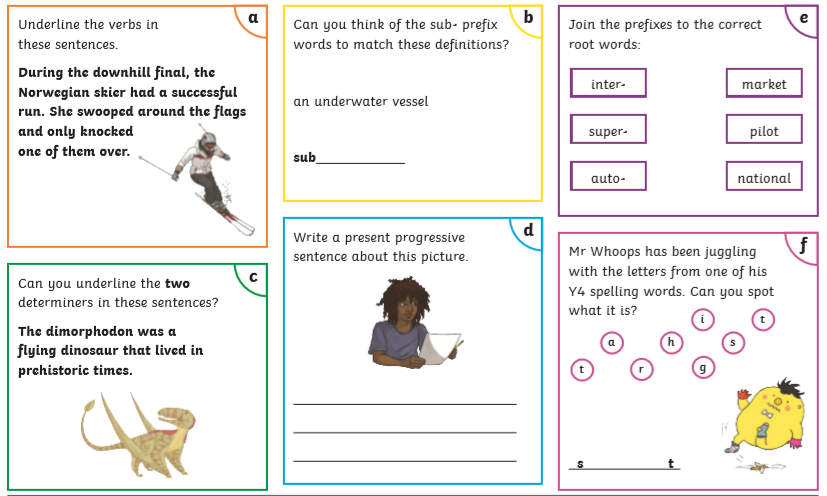 a
Underline the verbs in
these sentences.
During the downhill final, the
Norwegian skier had a successful
run. She swooped around the flags
and only knocked
one of them over.
b
Can you think of the sub- prefix
words to match these definitions?
an underwater vessel
sub____________
e
Join the prefixes to the correct
root words:
inter- market
super- pilot
auto- national
c
Can you underline the two
determiners in these sentences?
The dimorphodon was a
flying dinosaur that lived in
prehistoric times.
d
Write a present progressive
sentence about this picture.
f
Mr Whoops has been juggling
with the letters from one of his
Y4 spelling words. Can you spot
what it is?
i t
a h s
t r g
s t